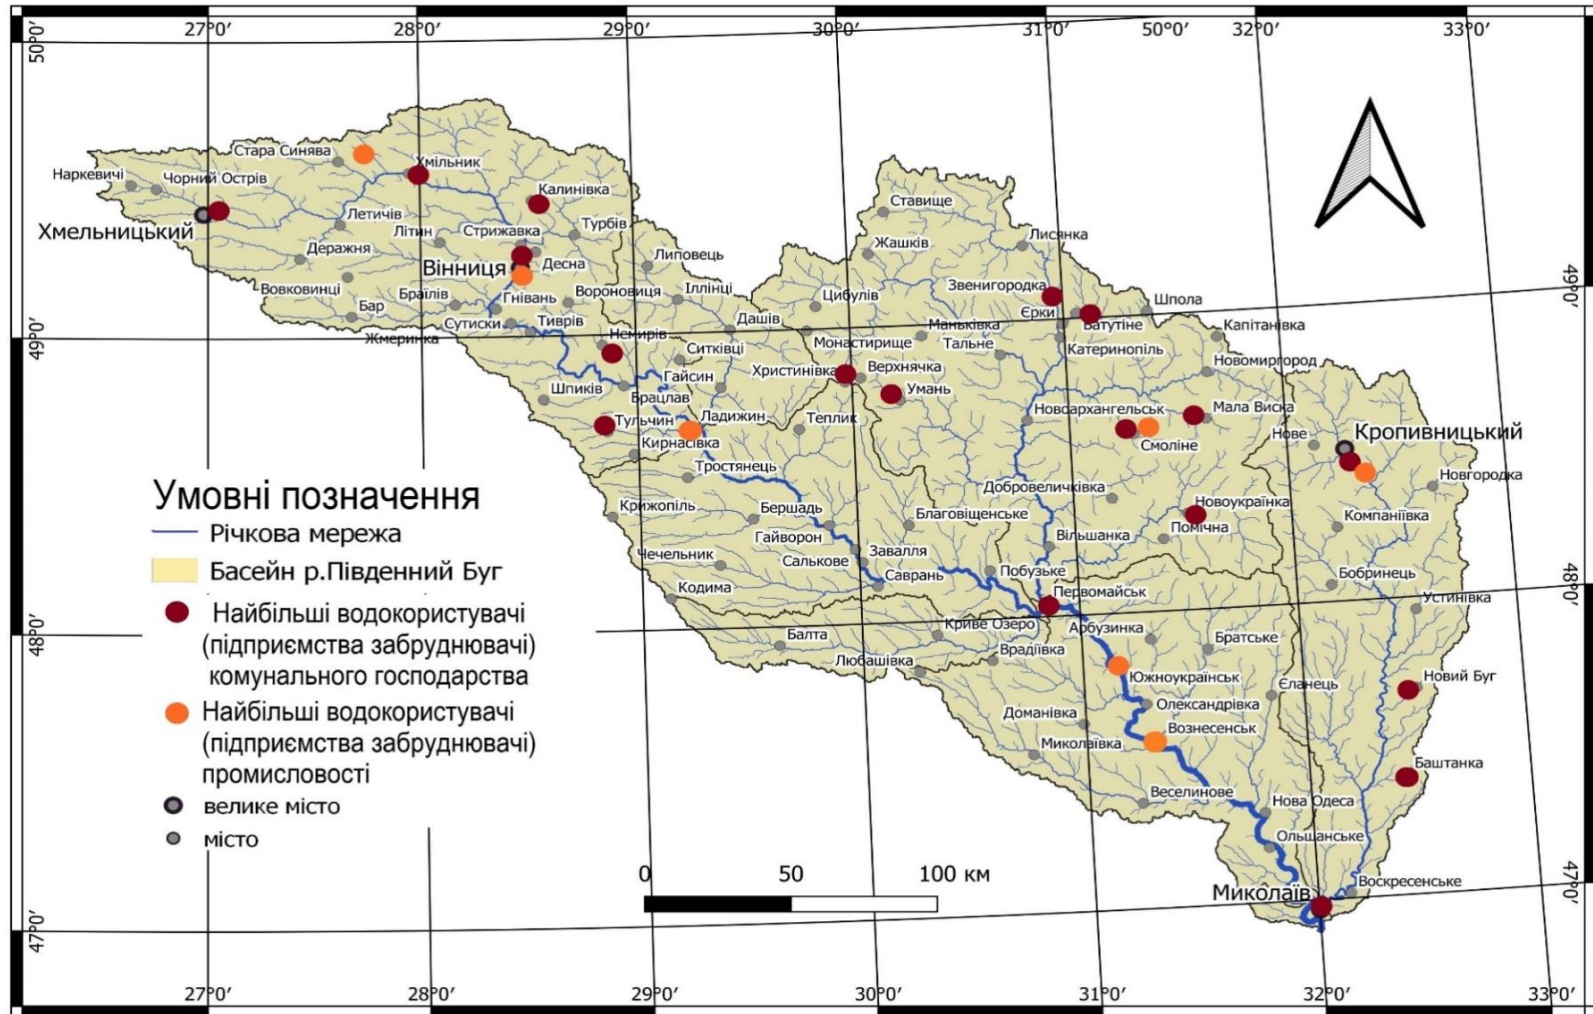 27°0′ 28°0′ 29°0′ 30°0′ 31°0′ 50°0′ 32°0′ 33°0′
50°0′
Стара Синява
Хмільник
Наркевичі
Чорний Острів
Калинівка
Хмельницький
Летичів
Літин
Стрижавка
Турбів
Деражня
Вінниця
Десна
Липовець
Вовковинці
Бар
Браїлів
Гнівань
Вороновиця
Іллінці
Сутиски
Тиврів
Дашів
Жмеринка
Немирів
Ситківці
Шпиків
Гайсин
Брацлав
Тульчин
Ладижин
Кирнасівка
Теплик
Тростянець
Крижопіль
Бершадь
Гайворон
Чечельник
Салькове
Завалля
Кодима
Саврань
Ставище
Жашків
Лисянка
Звенигородка
Цибулів
Єрки
Ватутіне
Шпола
Маньківка
Капітанівка
Монастирище
Тальне
Катеринопіль
Христинівка
Верхнячка
Новомиргород
Умань
Новоархангельськ
Мала Виска
Смоліне
Нове
Кропивницький
Новгородка
Добровеличківка
Новоукраїнка
Компаніївка
Благовіщенське
Помічна
Вільшанка
Побузьке
Бобринець
Первомайськ
Устинівка
Балта
Криве Озеро
Арбузинка
Братське
Любашівка
Врадіївка
Южноукраїнськ
Єланець
Новий Буг
Доманівка
Олександрівка
Миколаївка
Вознесенськ
Баштанка
Веселинове
Нова Одеса
Ольшанське
Миколаїв
Воскресенське
49°0′
49°0′
48°0′
48°0′
47°0′
47°0′
Умовні позначення
Річкова мережа
Басейн р.Південний Буг
Найбільші водокористувачі
(підприємства забруднювачі)
комунального господарства
Найбільші водокористувачі
(підприємства забруднювачі)
промисловості
велике місто
місто
0 50 100 км
27°0′ 28°0′ 29°0′ 30°0′ 31°0′ 32°0′ 33°0′